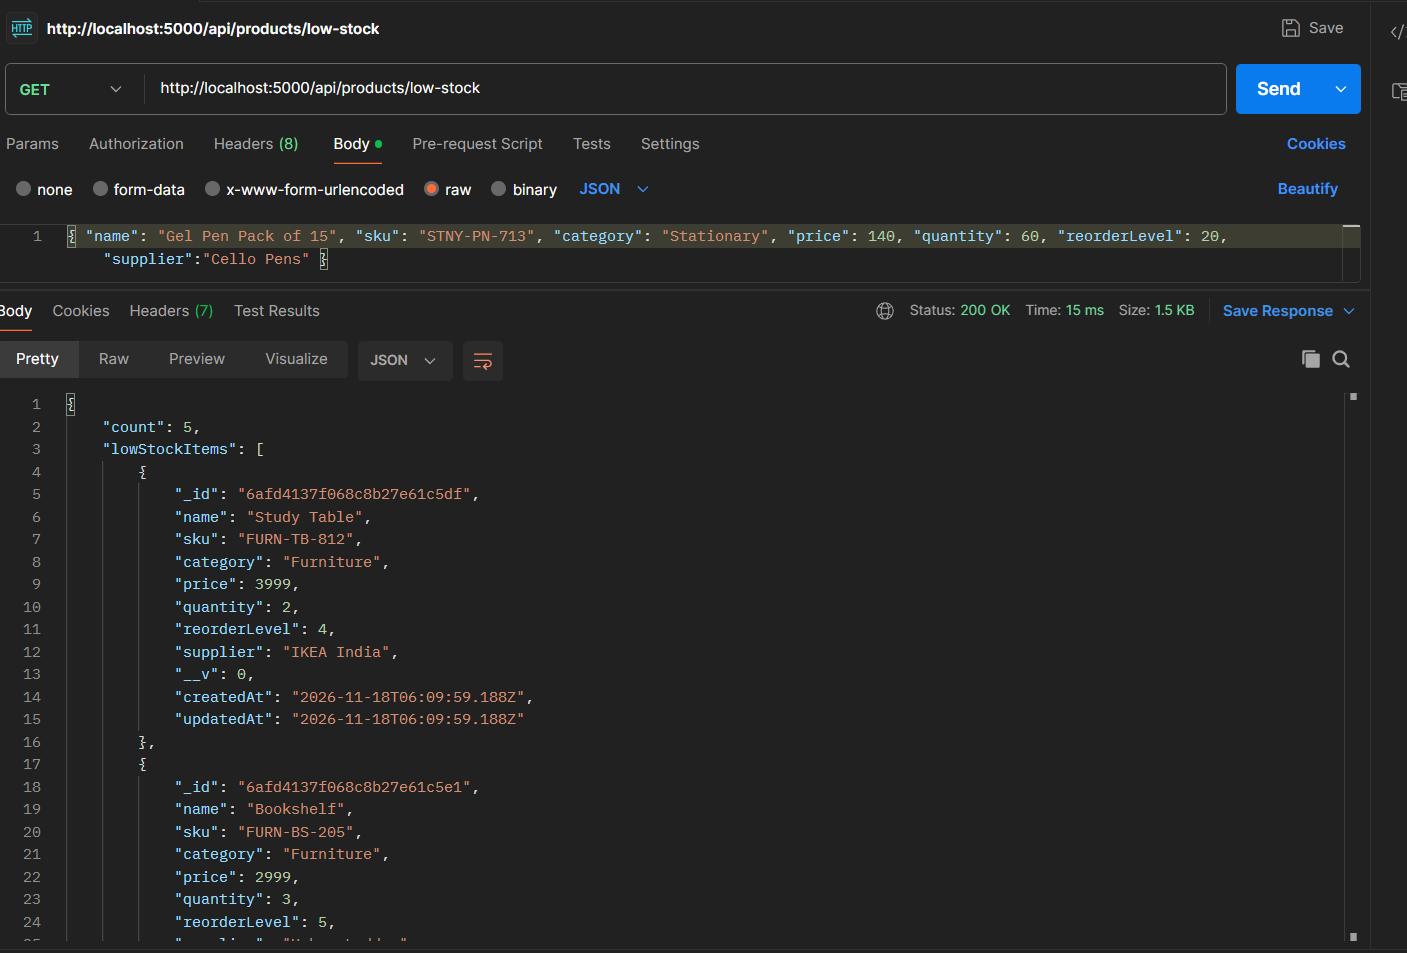 HTTP http://localhost:5000/api/products/low-stock Save
GET http://localhost:5000/api/products/low-stock Send
Params Authorization Headers (8) Body Pre-request Script Tests Settings Cookies
none form-data x-www-form-urlencoded raw binary JSON Beautify
1 { "name": "Gel Pen Pack of 15", "sku": "STNY-PN-713", "category": "Stationary", "price": 140, "quantity": 60, "reorderLevel": 20,
"supplier":"Cello Pens" }
Body Cookies Headers (7) Test Results Status: 200 OK Time: 15 ms Size: 1.5 KB Save Response
Pretty Raw Preview Visualize JSON
1 {
2 "count": 5,
3 "lowStockItems": [
4 {
5 "_id": "6afd4137f068c8b27e61c5df",
6 "name": "Study Table",
7 "sku": "FURN-TB-812",
8 "category": "Furniture",
9 "price": 3999,
10 "quantity": 2,
11 "reorderLevel": 4,
12 "supplier": "IKEA India",
13 "__v": 0,
14 "createdAt": "2026-11-18T06:09:59.188Z",
15 "updatedAt": "2026-11-18T06:09:59.188Z"
16 },
17 {
18 "_id": "6afd4137f068c8b27e61c5e1",
19 "name": "Bookshelf",
20 "sku": "FURN-BS-205",
21 "category": "Furniture",
22 "price": 2999,
23 "quantity": 3,
24 "reorderLevel": 5,